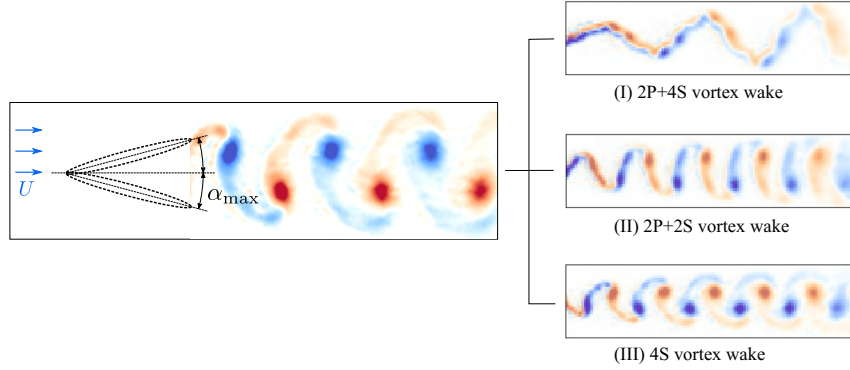 U
α_max
(I) 2P+4S vortex wake
(II) 2P+2S vortex wake
(III) 4S vortex wake